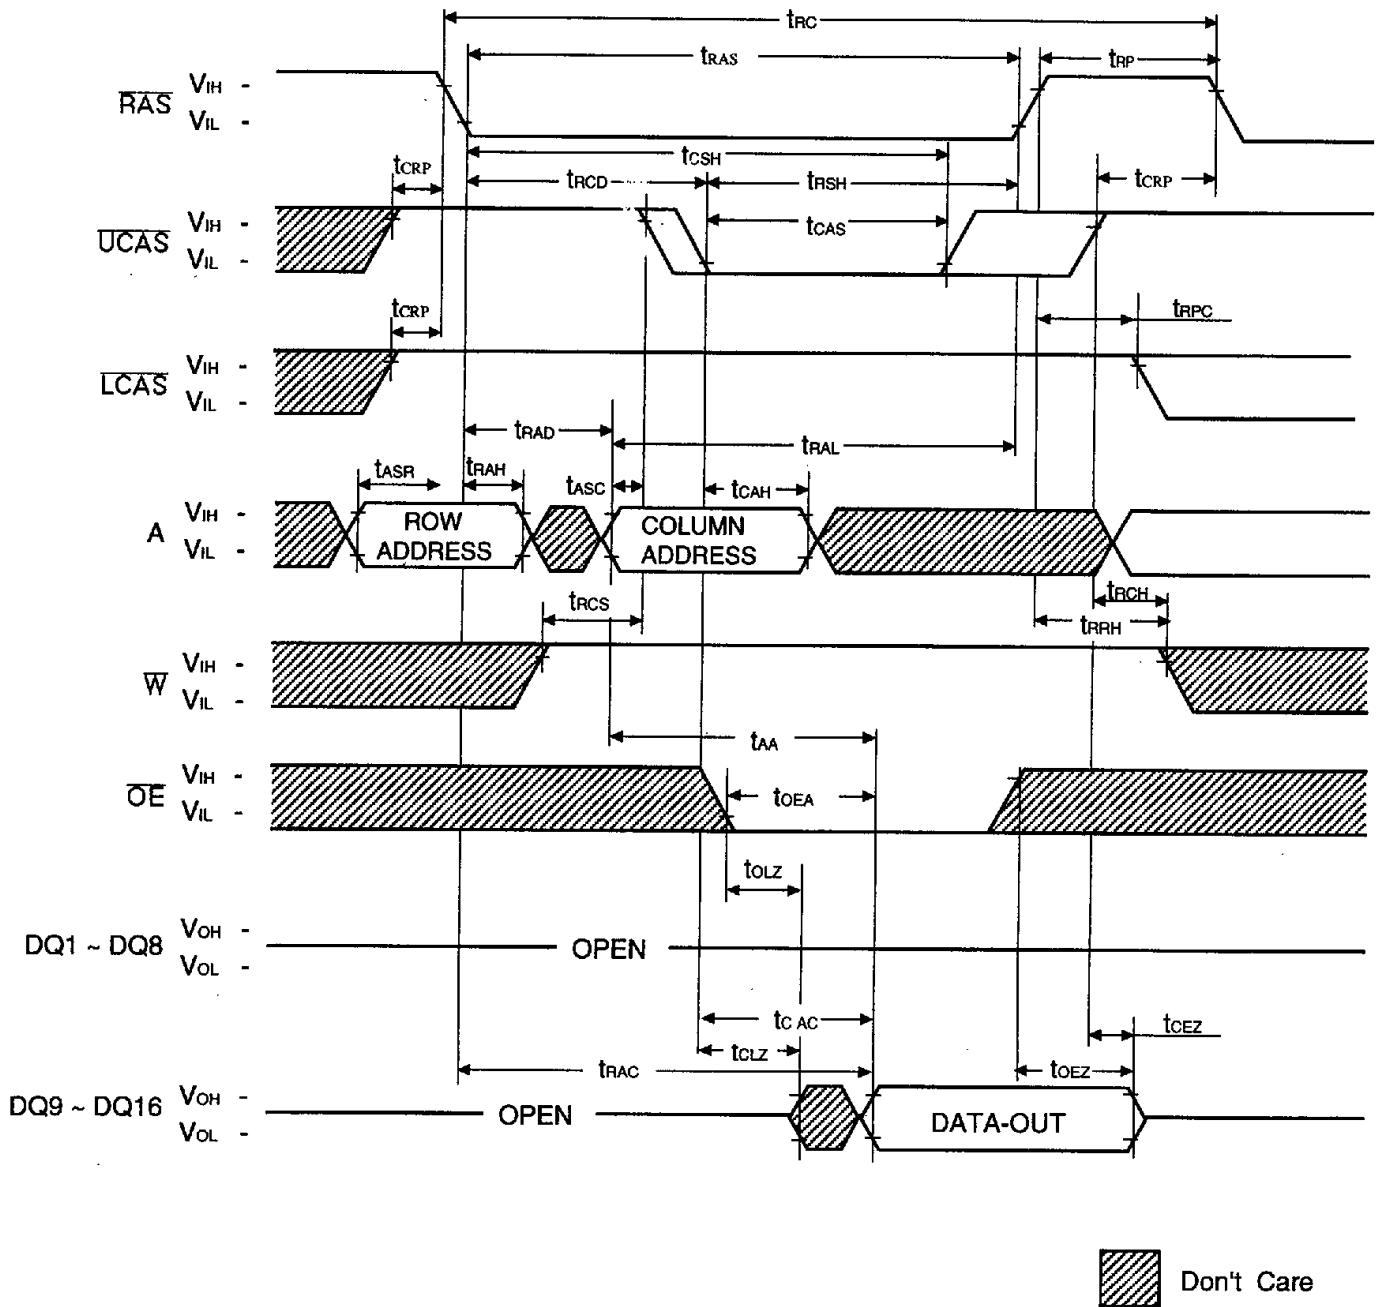 tRC
tRAS
tRP
RAS
VIH -
VIL -
tCSH
tCRP
tRCD
tRSH
tCRP
UCAS
VIH -
VIL -
tCAS
tCRP
tRPC
LCAS
VIH -
VIL -
tRAD
tRAL
tASR
tRAH
tASC
tCAH
A
VIH -
VIL -
ROW
ADDRESS
COLUMN
ADDRESS
tRCS
tRCH
tRRH
W
VIH -
VIL -
tAA
OE
VIH -
VIL -
tOEA
tOLZ
DQ1 ~ DQ8
VOH -
VOL -
OPEN
tCAC
tCEZ
tCLZ
tRAC
tOEZ
DQ9 ~ DQ16
VOH -
VOL -
OPEN
DATA-OUT
Don't Care